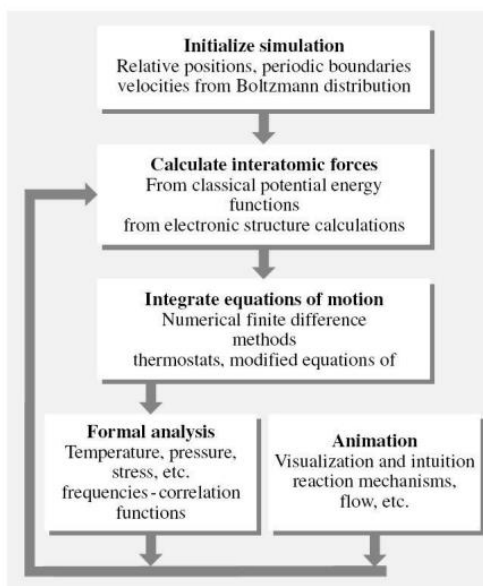 Initialize simulation
Relative positions, periodic boundaries
velocities from Boltzmann distribution
Calculate interatomic forces
From classical potential energy
functions
from electronic structure calculations
Integrate equations of motion
Numerical finite difference
methods
thermostats, modified equations of
Formal analysis
Temperature, pressure,
stress, etc.
frequencies - correlation
functions
Animation
Visualization and intuition
reaction mechanisms,
flow, etc.